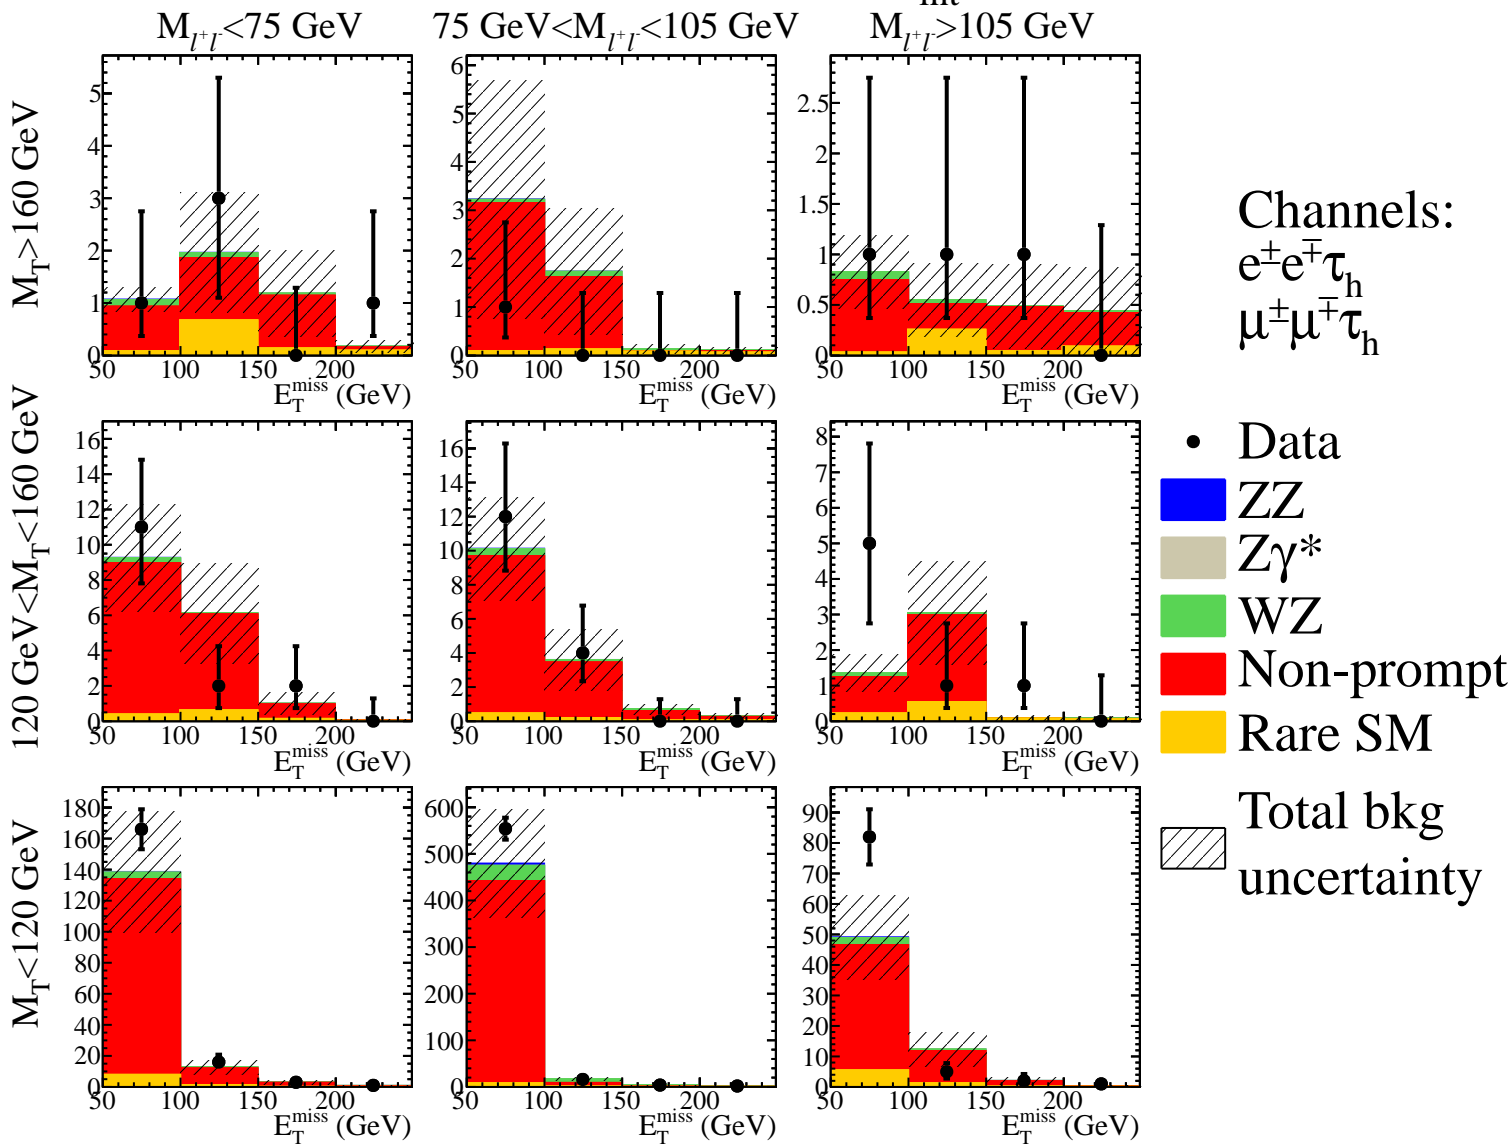 int
M_{l⁺l⁻}<75 GeV 75 GeV<M_{l⁺l⁻}<105 GeV M_{l⁺l⁻}>105 GeV
M_T>160 GeV
0 1 2 3 4 5
50 100 150 200
E_T^miss (GeV)
0 1 2 3 4 5 6
50 100 150 200
E_T^miss (GeV)
0 0.5 1 1.5 2 2.5
50 100 150 200
E_T^miss (GeV)
120 GeV<M_T<160 GeV
0 2 4 6 8 10 12 14 16
50 100 150 200
E_T^miss (GeV)
0 2 4 6 8 10 12 14 16
50 100 150 200
E_T^miss (GeV)
0 1 2 3 4 5 6 7 8
50 100 150 200
E_T^miss (GeV)
M_T<120 GeV
0 20 40 60 80 100 120 140 160 180
50 100 150 200
E_T^miss (GeV)
0 100 200 300 400 500 600
50 100 150 200
E_T^miss (GeV)
0 10 20 30 40 50 60 70 80 90
50 100 150 200
E_T^miss (GeV)
Channels:
e^±e^∓τ_h
μ^±μ^∓τ_h
Data
ZZ
Zγ*
WZ
Non-prompt
Rare SM
Total bkg
uncertainty